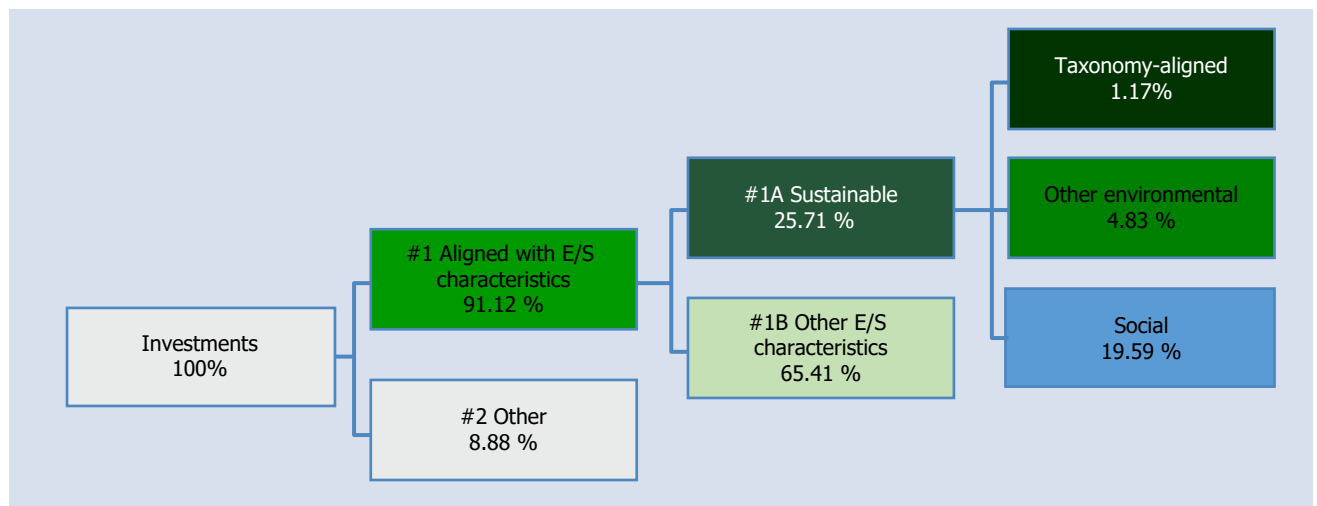 Investments
100%
#1 Aligned with E/S
characteristics
91.12 %
#2 Other
8.88 %
#1A Sustainable
25.71 %
#1B Other E/S
characteristics
65.41 %
Taxonomy-aligned
1.17%
Other environmental
4.83 %
Social
19.59 %